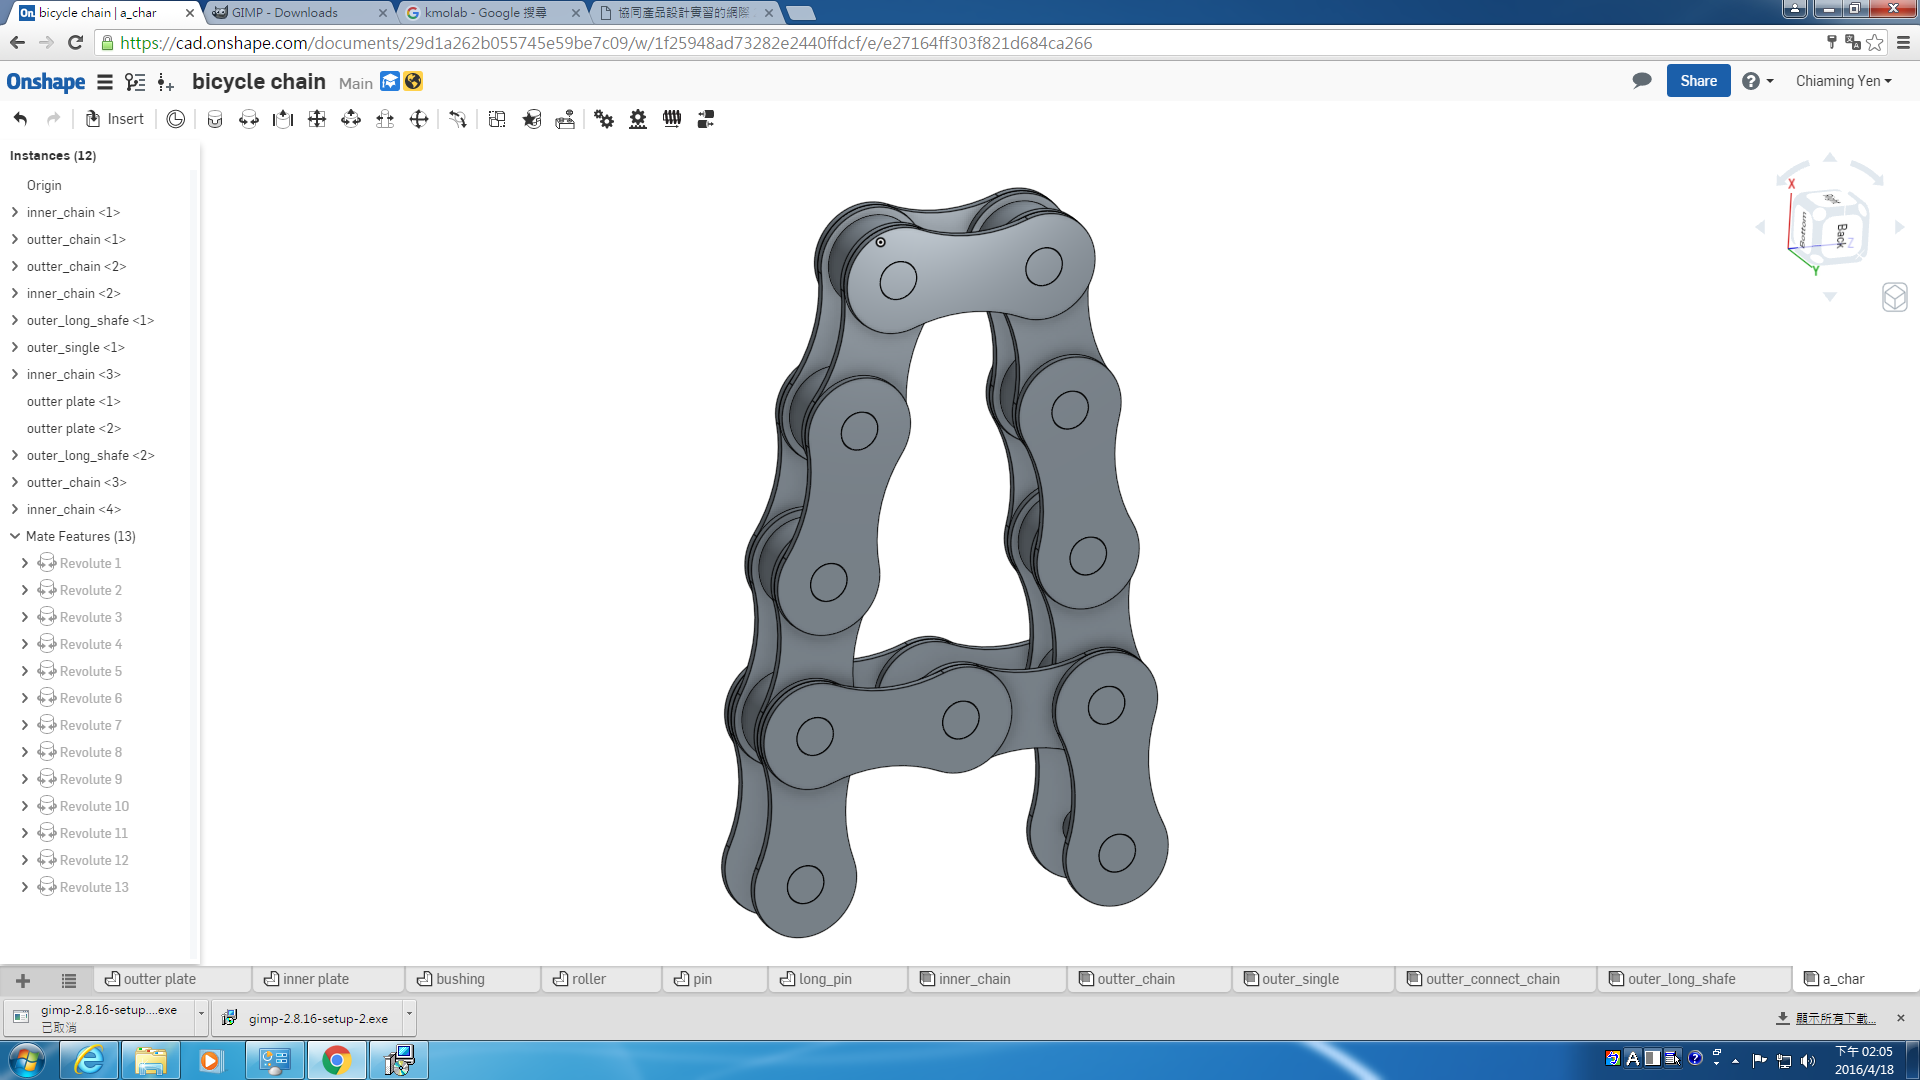 bicycle chain | a_char
GIMP - Downloads
kmolab - Google 搜尋
協同產品設計實習的網際
https://cad.onshape.com/documents/29d1a262b055745e59be7c09/w/1f25948ad73282e2440ffdcf/e/e27164ff303f821d684ca266
Onshape
bicycle chain
Main
Share
Chiaming Yen
Insert
Instances (12)
Origin
inner_chain <1>
outter_chain <1>
outter_chain <2>
inner_chain <2>
outer_long_shafe <1>
outer_single <1>
inner_chain <3>
outter plate <1>
outter plate <2>
outer_long_shafe <2>
outter_chain <3>
inner_chain <4>
Mate Features (13)
Revolute 1
Revolute 2
Revolute 3
Revolute 4
Revolute 5
Revolute 6
Revolute 7
Revolute 8
Revolute 9
Revolute 10
Revolute 11
Revolute 12
Revolute 13
X
Right
Bottom
Back
Z
Y
outter plate
inner plate
bushing
roller
pin
long_pin
inner_chain
outter_chain
outer_single
outter_connect_chain
outer_long_shafe
a_char
gimp-2.8.16-setup....exe
已取消
gimp-2.8.16-setup-2.exe
顯示所有下載...
下午 02:05
2016/4/18